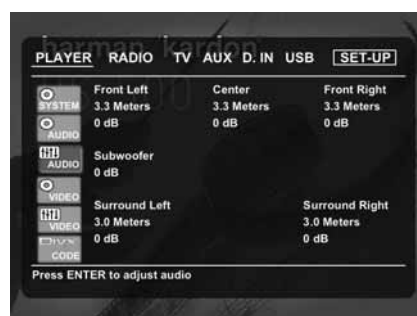 harman kardon
PLAYER RADIO TV AUX D. IN USB SET-UP
SYSTEM
AUDIO
AUDIO
VIDEO
VIDEO
DIVX
CODE
Front Left
3.3 Meters
0 dB
Center
3.3 Meters
0 dB
Front Right
3.3 Meters
0 dB
Subwoofer
0 dB
Surround Left
3.0 Meters
0 dB
Surround Right
3.0 Meters
0 dB
Press ENTER to adjust audio